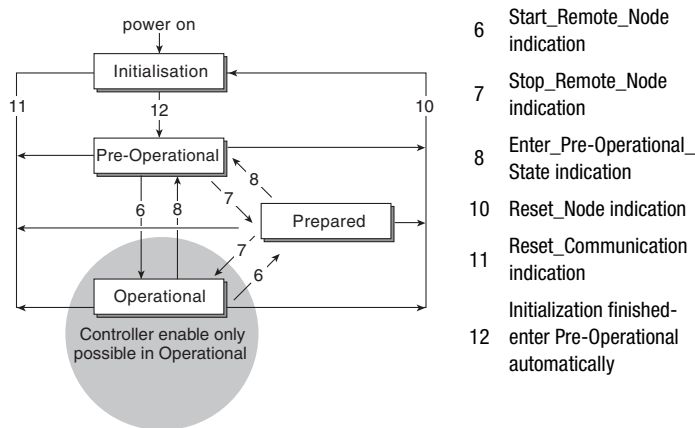 power on
Initialisation
11
12
10
Pre-Operational
6
8
7
8
Prepared
7
6
Operational
Controller enable only
possible in Operational
6 Start_Remote_Node
indication
7 Stop_Remote_Node
indication
8 Enter_Pre-Operational_
State indication
10 Reset_Node indication
11 Reset_Communication
indication
12 Initialization finished-
enter Pre-Operational
automatically